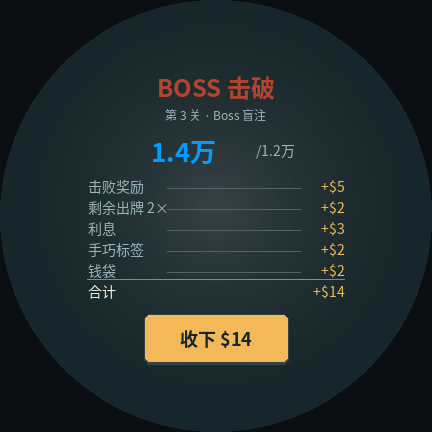 BOSS 击破
第 3 关 · Boss 盲注
1.4万 /1.2万
击败奖励 +$5
剩余出牌 2× +$2
利息 +$3
手巧标签 +$2
钱袋 +$2
合计 +$14
收下 $14